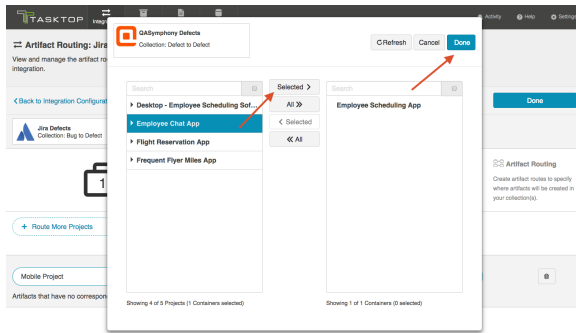 TASKTOP
Activity
Help
Settings
Artifact Routing: Jira
View and manage the artifact
integration.
Back to Integration
Jira Defects
Collection: Bug to Defect
1
+ Route More Projects
Mobile Project
Artifacts that have no
QASymphony Defects
Collection: Defect to Defect
Refresh
Cancel
Done
Search
Desktop - Employee Scheduling Sof...
Employee Chat App
Flight Reservation App
Frequent Flyer Miles App
Showing 4 of 5 Projects (1 Containers selected)
Selected >
All >>
< Selected
<< All
Search
Employee Scheduling App
Showing 1 of 1 Containers (0 selected)
Done
Artifact Routing
Create artifact routes to specify
where artifacts will be created in
your collection(s).